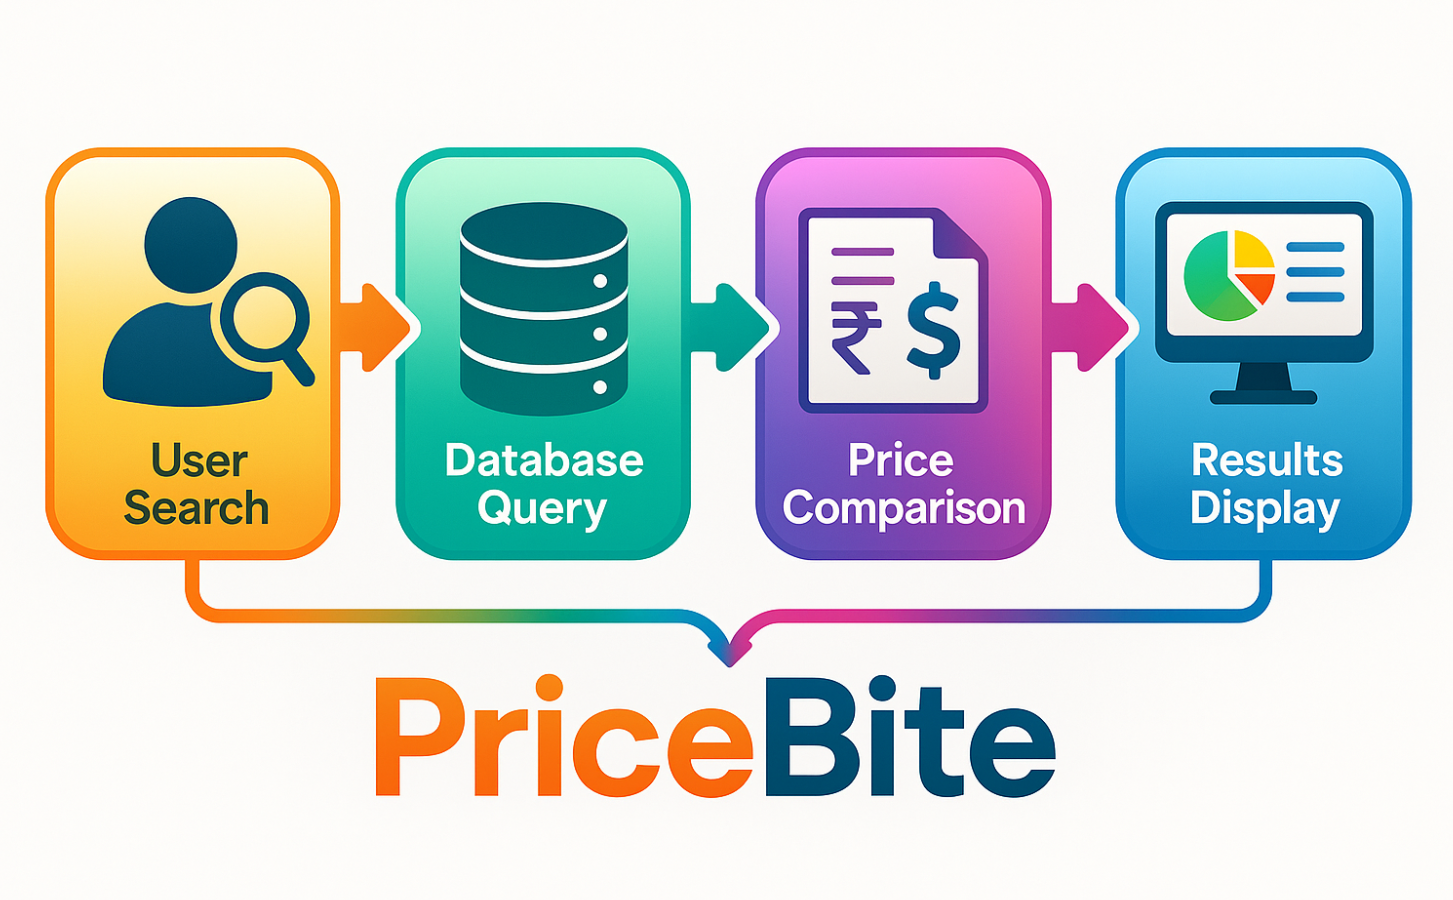 User
Search
Database
Query
₹ $
Price
Comparison
Results
Display
PriceBite